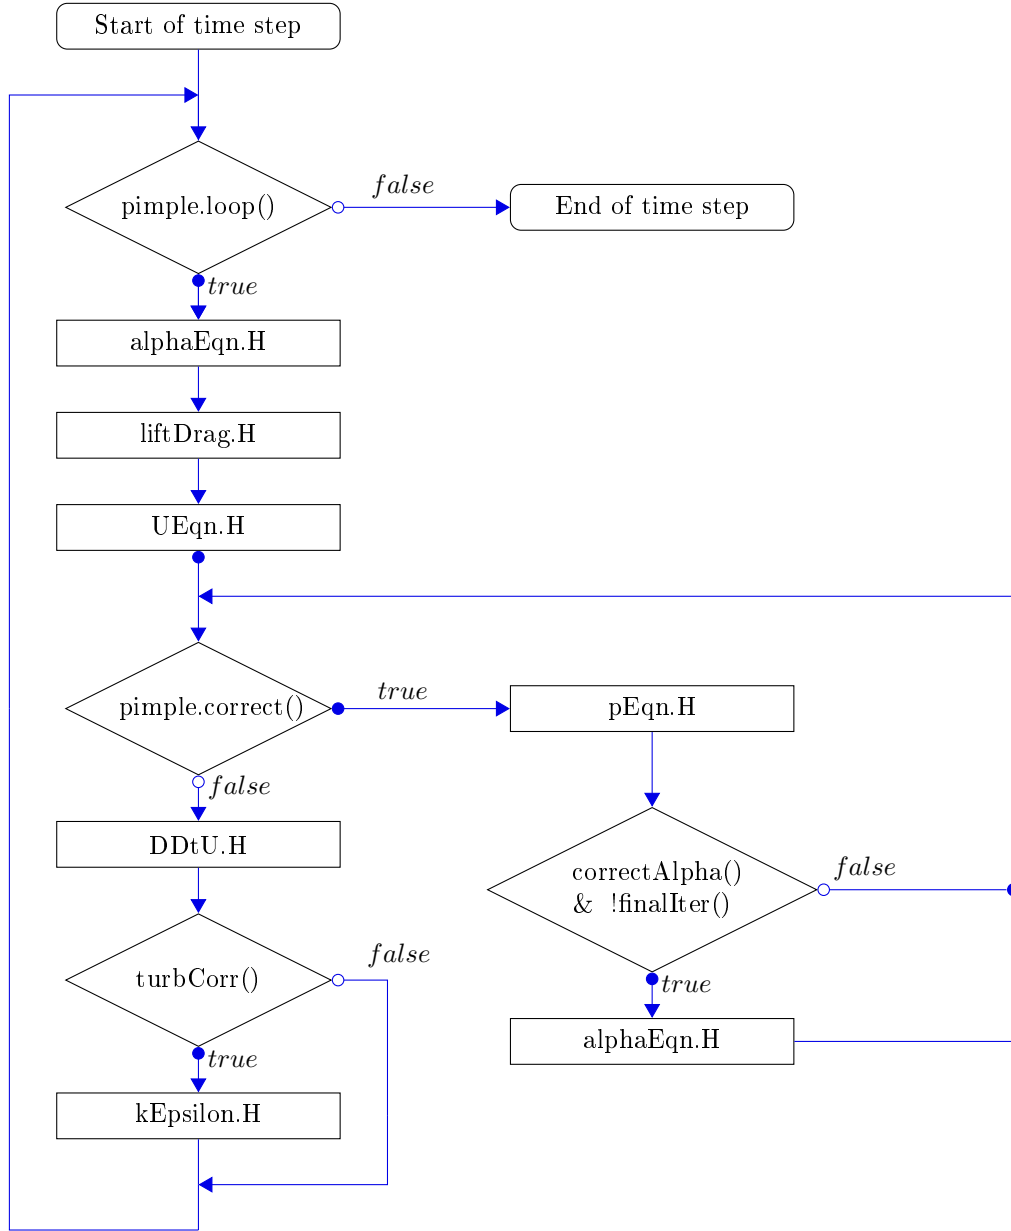 Start of time step
pimple.loop()
false
End of time step
true
alphaEqn.H
liftDrag.H
UEqn.H
pimple.correct()
true
pEqn.H
false
DDtU.H
correctAlpha()
& !finalIter()
false
turbCorr()
false
true
alphaEqn.H
true
kEpsilon.H